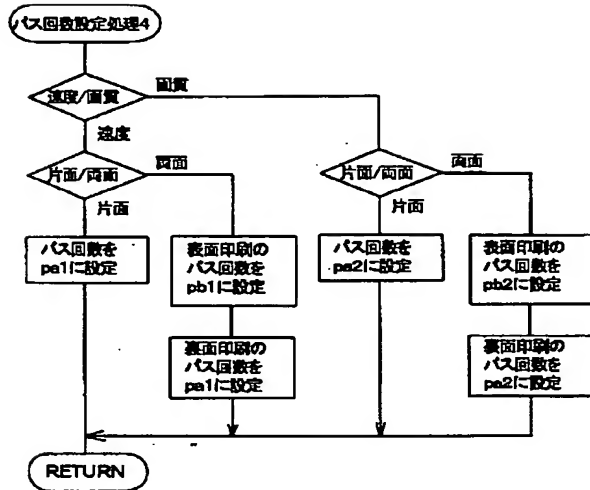 パス回数設定処理4
速度/画質
画質
速度
片面/両面
両面
片面
パス回数を
pa1に設定
表面印刷の
パス回数を
pb1に設定
裏面印刷の
パス回数を
pa1に設定
片面/両面
両面
片面
パス回数を
pa2に設定
表面印刷の
パス回数を
pb2に設定
裏面印刷の
パス回数を
pa2に設定
RETURN